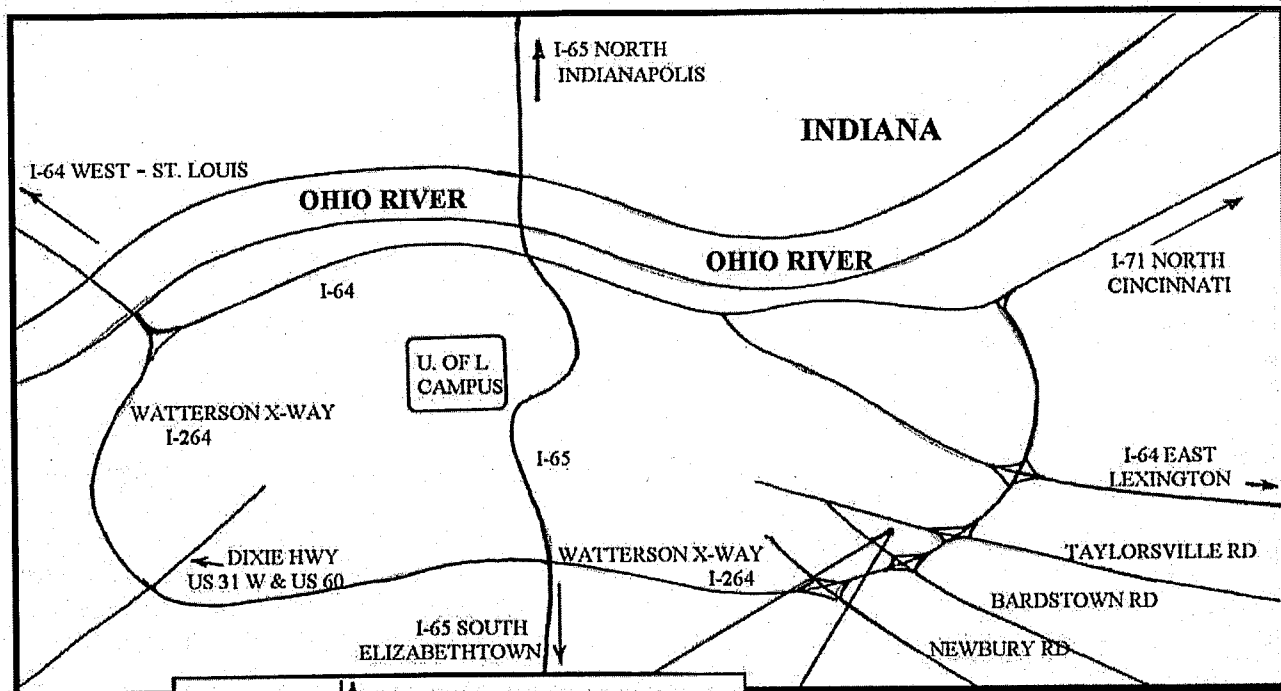 I-65 NORTH
INDIANAPOLIS
INDIANA
I-64 WEST - ST. LOUIS
OHIO RIVER
OHIO RIVER
I-71 NORTH
CINCINNATI
I-64
U. OF L
CAMPUS
WATTERSON X-WAY
I-264
I-65
I-64 EAST
LEXINGTON
DIXIE HWY
US 31 W & US 60
WATTERSON X-WAY
I-264
TAYLORSVILLE RD
BARDSTOWN RD
NEWBURY RD
I-65 SOUTH
ELIZABETHTOWN